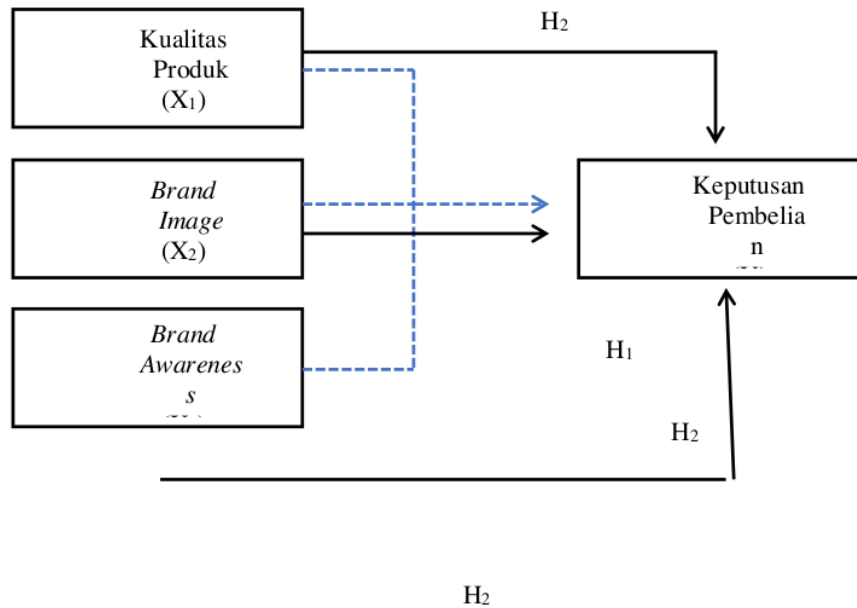 H2
Kualitas
Produk
(X1)
Brand
Image
(X2)
Keputusan
Pembelia
n
Brand
Awarenes
s
H1
H2
H2